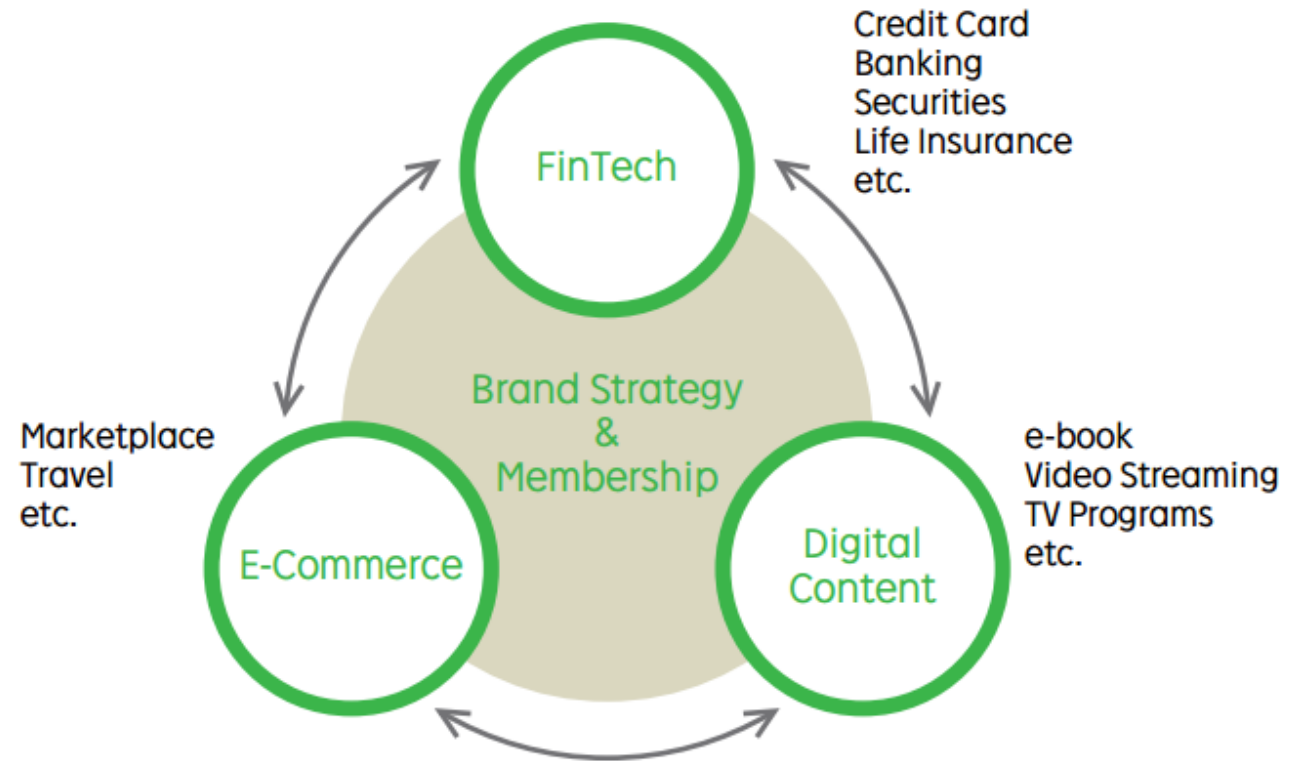 Credit Card
Banking
Securities
Life Insurance
etc.
FinTech
Brand Strategy
&
Membership
Marketplace
Travel
etc.
E-Commerce
e-book
Video Streaming
TV Programs
etc.
Digital
Content